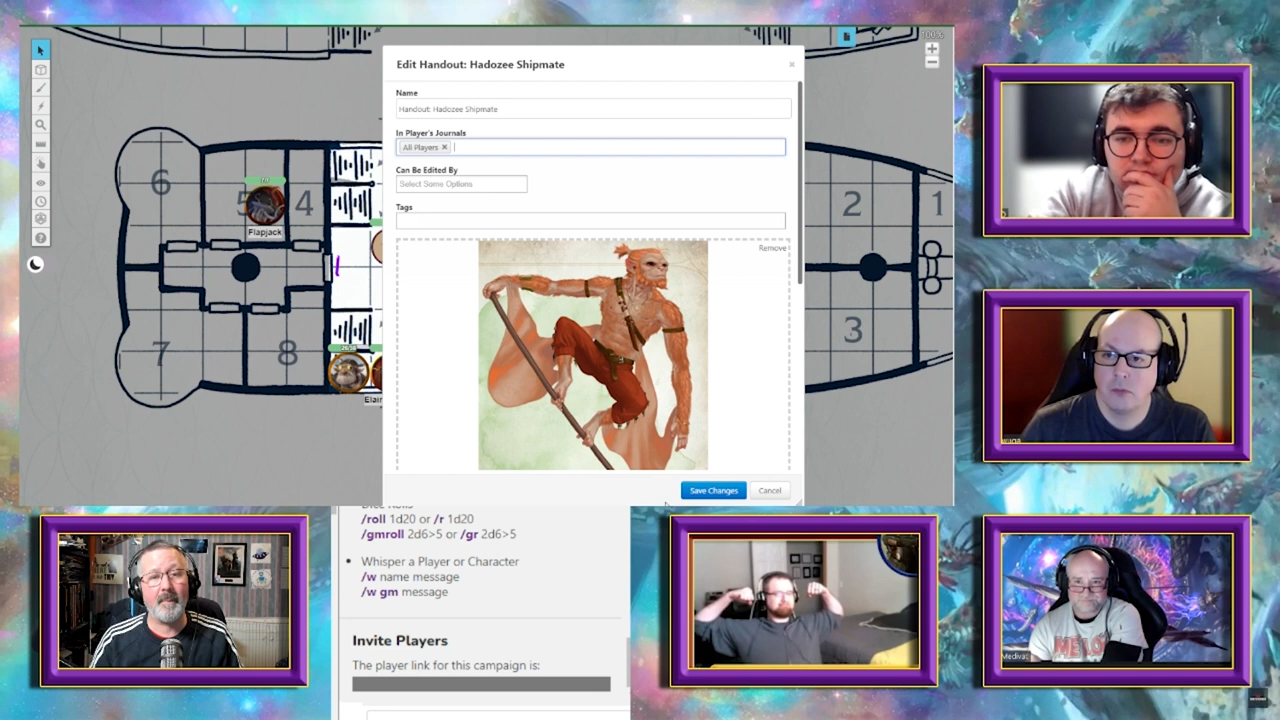 100%
Edit Handout: Hadozee Shipmate
×
Name
Handout: Hadozee Shipmate
In Player's Journals
All Players ×
Can Be Edited By
Select Some Options
Tags
Remove
Save Changes
Cancel
6
5
4
Flapjack
7
8
2
1
3
/roll 1d20 or /r 1d20
/gmroll 2d6>5 or /gr 2d6>5
• Whisper a Player or Character
/w name message
/w gm message
Invite Players
The player link for this campaign is:
MELO
Medivac